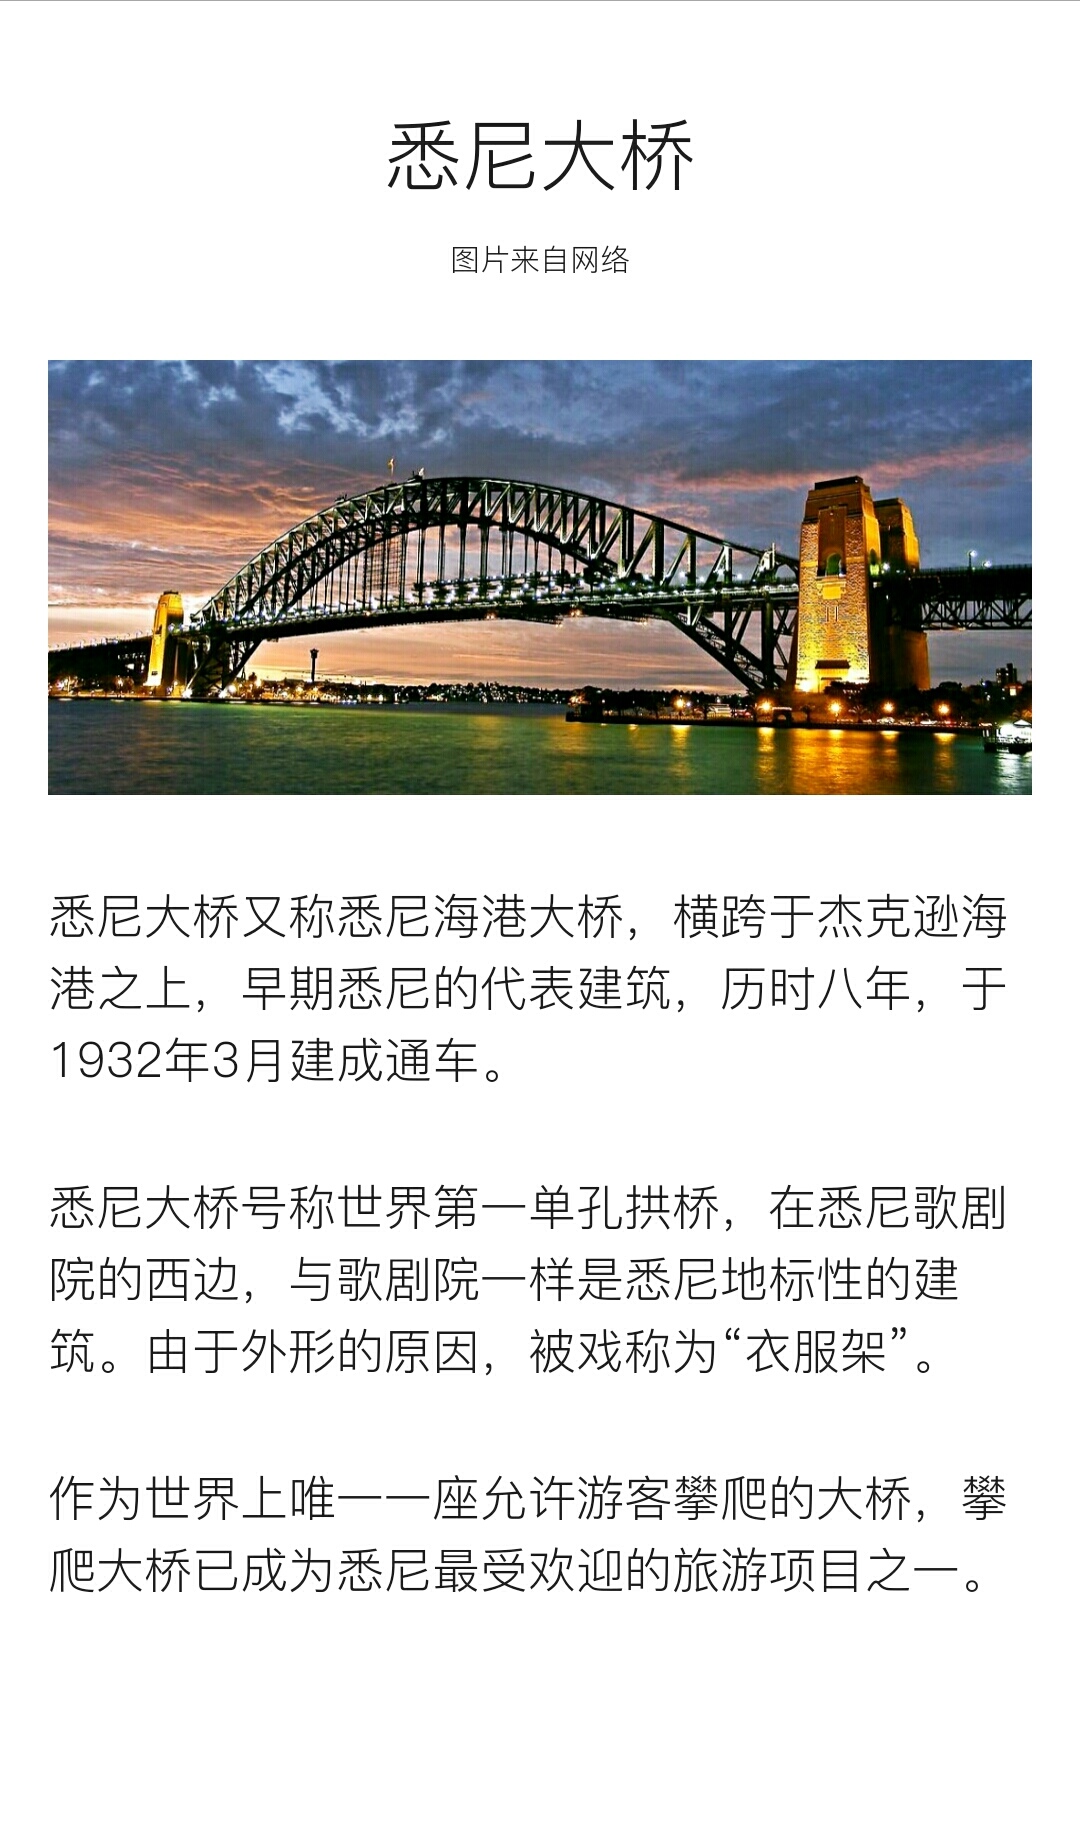 悉尼大桥
图片来自网络
悉尼大桥又称悉尼海港大桥，横跨于杰克逊海
港之上，早期悉尼的代表建筑，历时八年，于
1932年3月建成通车。
悉尼大桥号称世界第一单孔拱桥，在悉尼歌剧
院的西边，与歌剧院一样是悉尼地标性的建
筑。由于外形的原因，被戏称为“衣服架”。
作为世界上唯一一座允许游客攀爬的大桥，攀
爬大桥已成为悉尼最受欢迎的旅游项目之一。